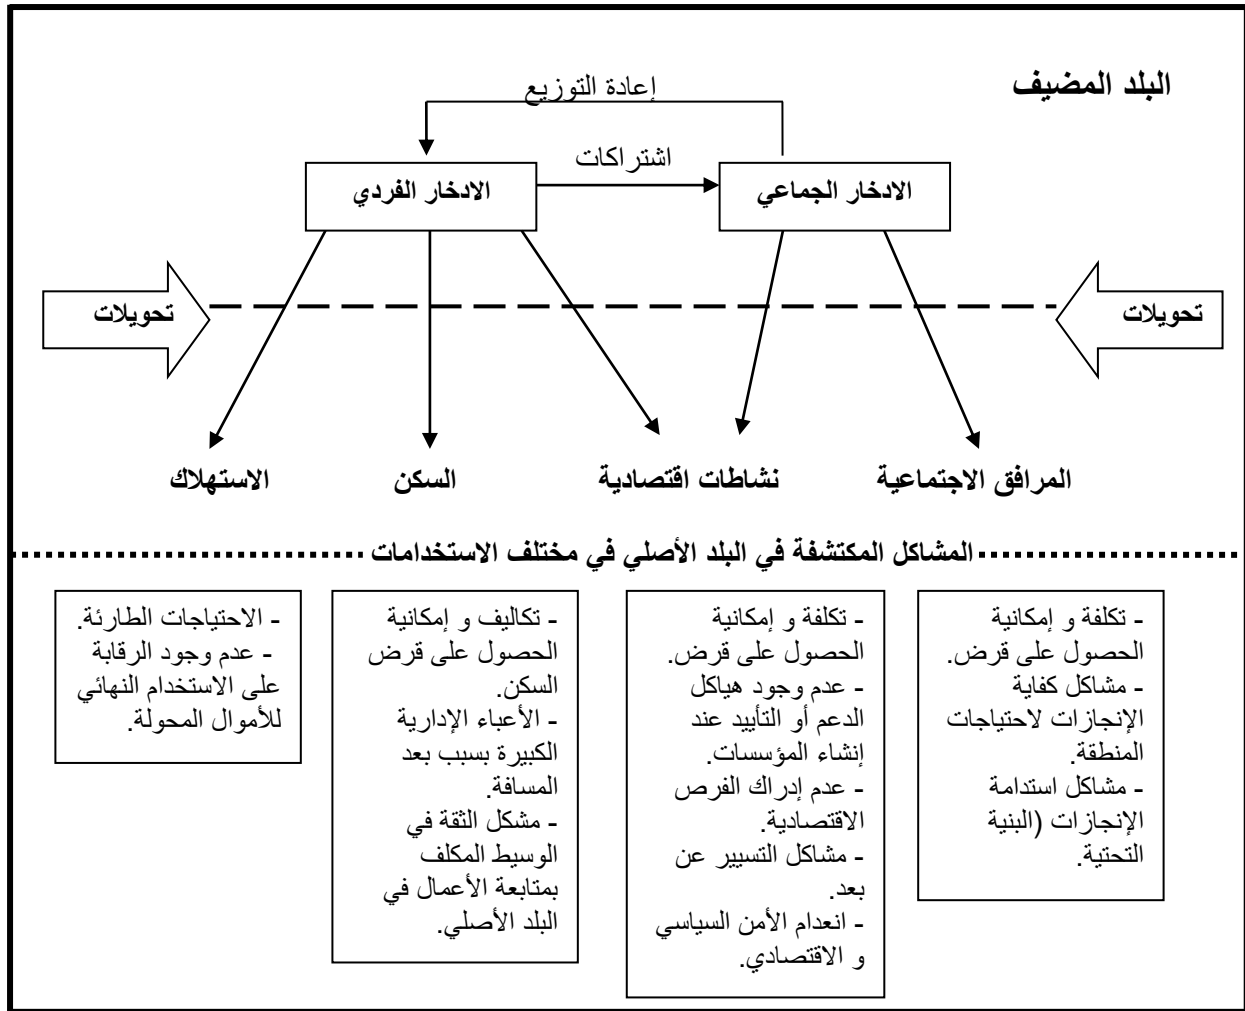 البلد المضيف
إعادة التوزيع
اشتراكات
الادخار الجماعي
الادخار الفردي
تحويلات
تحويلات
المرافق الاجتماعية
نشاطات اقتصادية
السكن
الاستهلاك
المشاكل المكتشفة في البلد الأصلي في مختلف الاستخدامات
- تكلفة و إمكانية
الحصول على قرض.
- مشاكل كفاية
الإنجازات لاحتياجات
المنطقة.
- مشاكل استدامة
الإنجازات (البنية
التحتية.
- تكلفة و إمكانية
الحصول على قرض.
- عدم وجود هياكل
الدعم أو التأييد عند
إنشاء المؤسسات.
- عدم إدراك الفرص
الاقتصادية.
- مشاكل التسيير عن
بعد.
- انعدام الأمن السياسي
و الاقتصادي.
- تكاليف و إمكانية
الحصول على قرض
السكن.
- الأعباء الإدارية
الكبيرة بسبب بعد
المسافة.
- مشكل الثقة في
الوسيط المكلف
بمتابعة الأعمال في
البلد الأصلي.
- الاحتياجات الطارئة.
- عدم وجود الرقابة
على الاستخدام النهائي
للأموال المحولة.